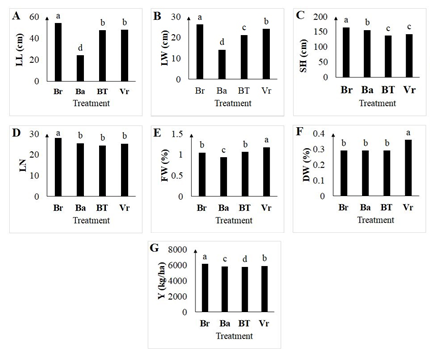 A
LL (cm)
60
40
20
0
a
d
b
b
Br Ba BT Vr
Treatment
B
LW (cm)
30
20
10
0
a
d
c
b
Br Ba BT Vr
Treatment
C
SH (cm)
200
150
100
50
0
a
b
c
c
Br Ba BT Vr
Treatment
D
LN
30
20
10
0
a
b
b
b
Br Ba BT Vr
Treatment
E
FW (%)
1.5
1
0.5
0
b
c
b
a
Br Ba BT Vr
Treatment
F
DW (%)
0.4
0.3
0.2
0.1
0
b
b
b
a
Br Ba BT Vr
Treatment
G
Y (kg/ha)
8000
6000
4000
2000
0
a
c
d
b
Br Ba BT Vr
Treatment